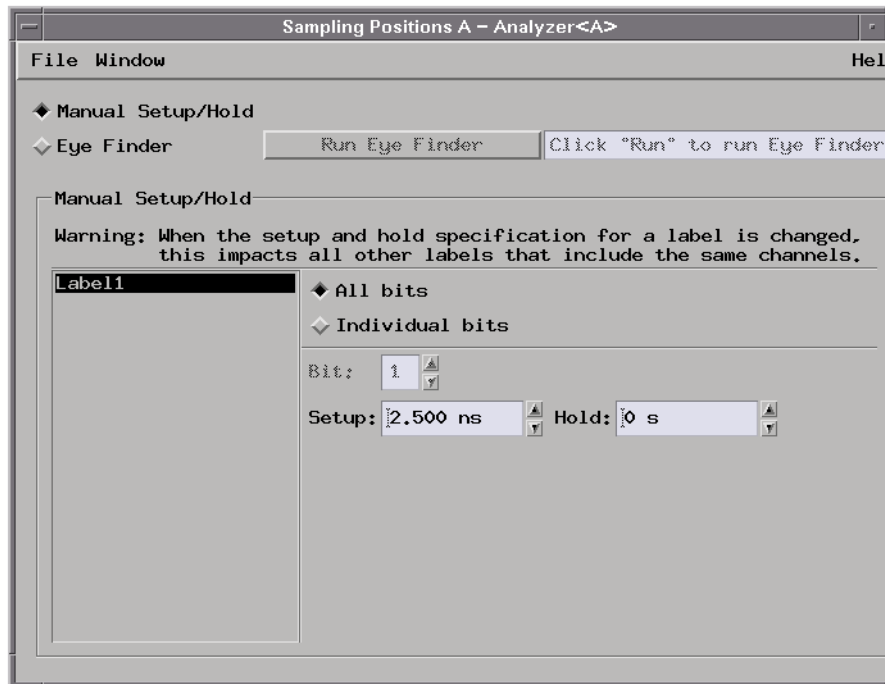 Sampling Positions A – Analyzer<A>
File Window Hel
Manual Setup/Hold
Eye Finder Run Eye Finder Click "Run" to run Eye Finder
Manual Setup/Hold
Warning: When the setup and hold specification for a label is changed,
this impacts all other labels that include the same channels.
Label1
All bits
Individual bits
Bit: 1
Setup: 2.500 ns Hold: 0 s